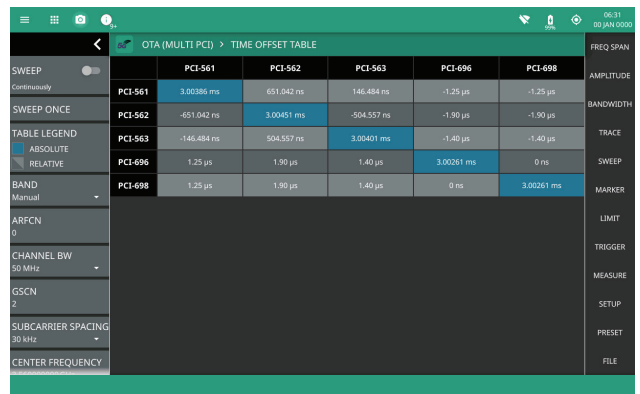 9+
99%
06:31
00 JAN 0000
5G OTA (MULTI PCI) > TIME OFFSET TABLE
SWEEP
Continuously
SWEEP ONCE
TABLE LEGEND
ABSOLUTE
RELATIVE
BAND
Manual
ARFCN
0
CHANNEL BW
50 MHz
GSCN
2
SUBCARRIER SPACING
30 kHz
CENTER FREQUENCY
PCI-561 PCI-562 PCI-563 PCI-696 PCI-698
PCI-561 3.00386 ms 651.042 ns 146.484 ns -1.25 µs -1.25 µs
PCI-562 -651.042 ns 3.00451 ms -504.557 ns -1.90 µs -1.90 µs
PCI-563 -146.484 ns 504.557 ns 3.00401 ms -1.40 µs -1.40 µs
PCI-696 1.25 µs 1.90 µs 1.40 µs 3.00261 ms 0 ns
PCI-698 1.25 µs 1.90 µs 1.40 µs 0 ns 3.00261 ms
FREQ SPAN
AMPLITUDE
BANDWIDTH
TRACE
SWEEP
MARKER
LIMIT
TRIGGER
MEASURE
SETUP
PRESET
FILE